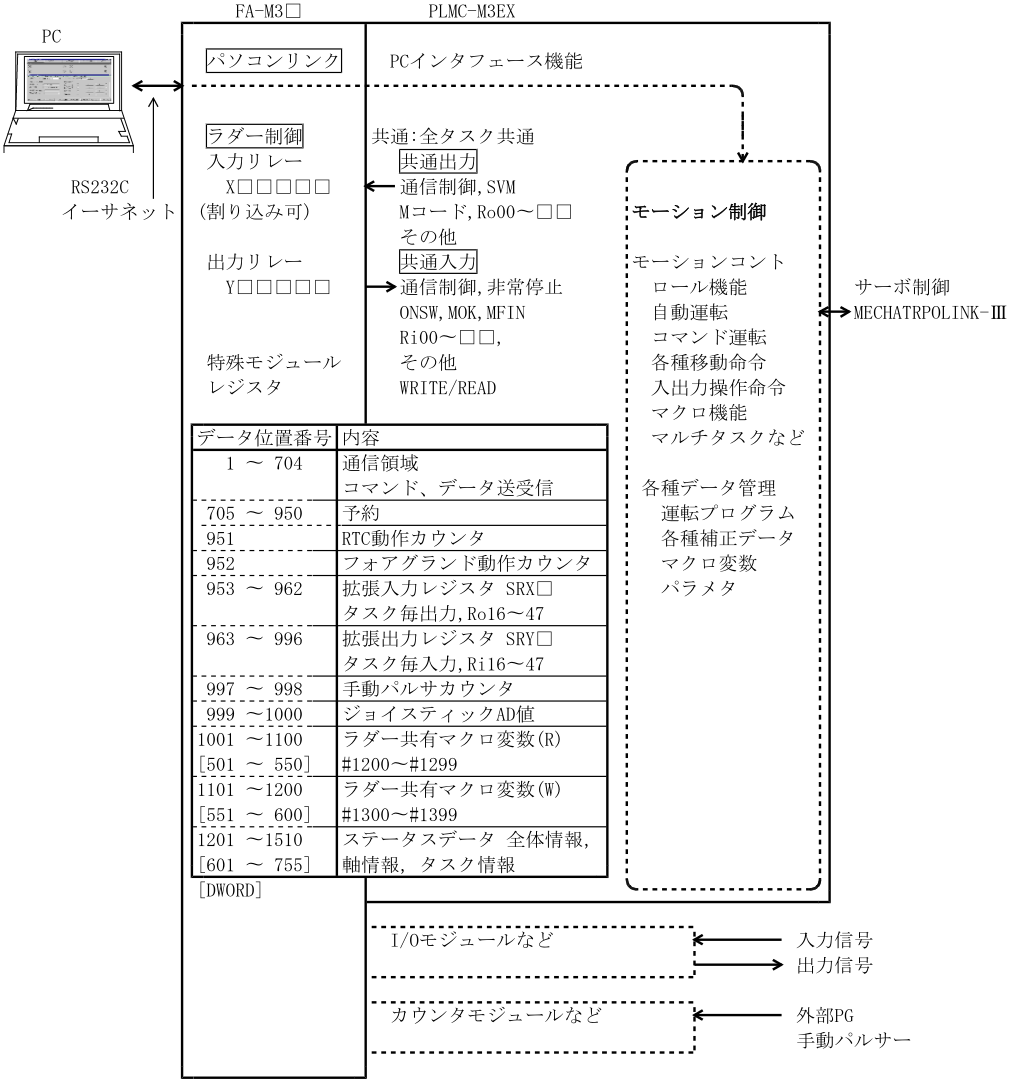 FA-M3□
PLMC-M3EX
PC
パソコンリンク
PCインタフェース機能
RS232C
イーサネット
ラダー制御
入力リレー
X□□□□□
(割り込み可)
出力リレー
Y□□□□□
特殊モジュール
レジスタ
共通:全タスク共通
共通出力
通信制御,SVM
Mコード,Ro00～□□
その他
共通入力
通信制御,非常停止
ONSW,MOK,MFIN
Ri00～□□,
その他
WRITE/READ
モーション制御
モーションコント
ロール機能
自動運転
コマンド運転
各種移動命令
入出力操作命令
マクロ機能
マルチタスクなど
各種データ管理
運転プログラム
各種補正データ
マクロ変数
パラメタ
サーボ制御
MECHATRPOLINK-Ⅲ
データ位置番号 内容
1 ～ 704 通信領域
コマンド、データ送受信
705 ～ 950 予約
951 RTC動作カウンタ
952 フォアグランド動作カウンタ
953 ～ 962 拡張入力レジスタ SRX□
タスク毎出力,Ro16～47
963 ～ 996 拡張出力レジスタ SRY□
タスク毎入力,Ri16～47
997 ～ 998 手動パルサカウンタ
999 ～1000 ジョイスティックAD値
1001 ～1100 ラダー共有マクロ変数(R)
[501 ～ 550] #1200～#1299
1101 ～1200 ラダー共有マクロ変数(W)
[551 ～ 600] #1300～#1399
1201 ～1510 ステータスデータ 全体情報,
[601 ～ 755] 軸情報, タスク情報
[DWORD]
I/Oモジュールなど
入力信号
出力信号
カウンタモジュールなど
外部PG
手動パルサー